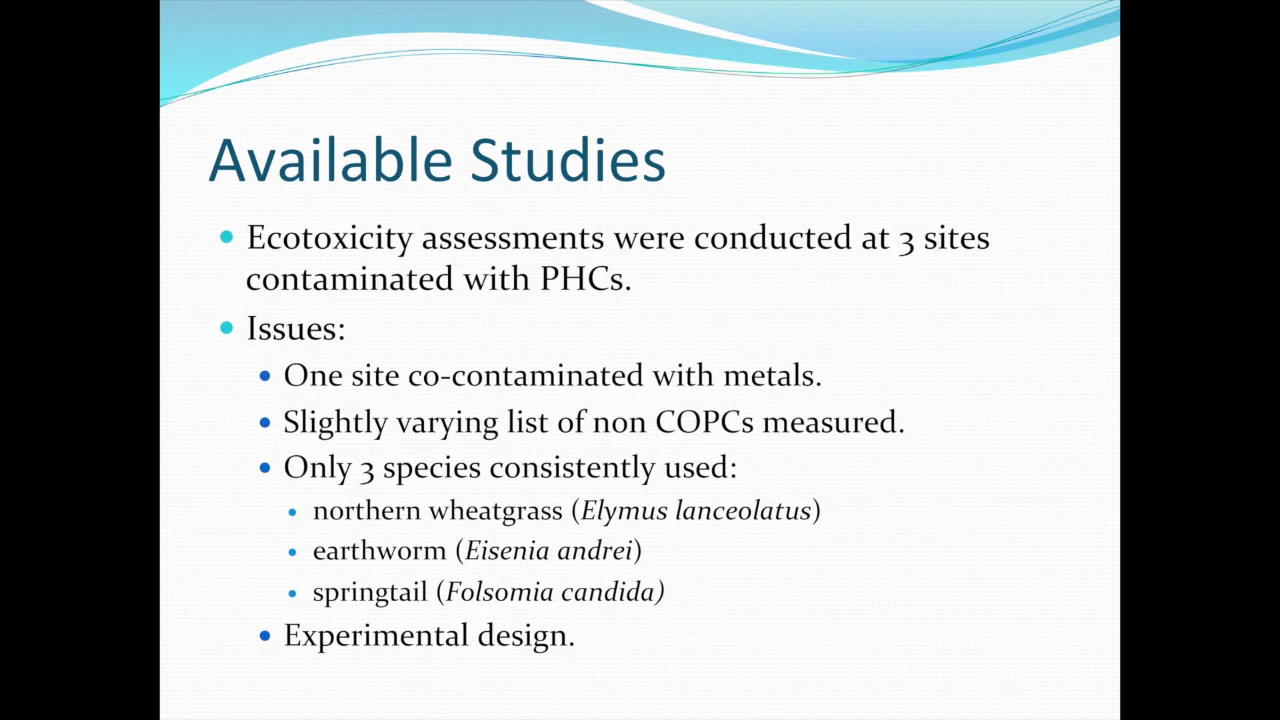 Available Studies
Ecotoxicity assessments were conducted at 3 sites
contaminated with PHCs.
Issues:
One site co-contaminated with metals.
Slightly varying list of non COPCs measured.
Only 3 species consistently used:
northern wheatgrass (Elymus lanceolatus)
earthworm (Eisenia andrei)
springtail (Folsomia candida)
Experimental design.